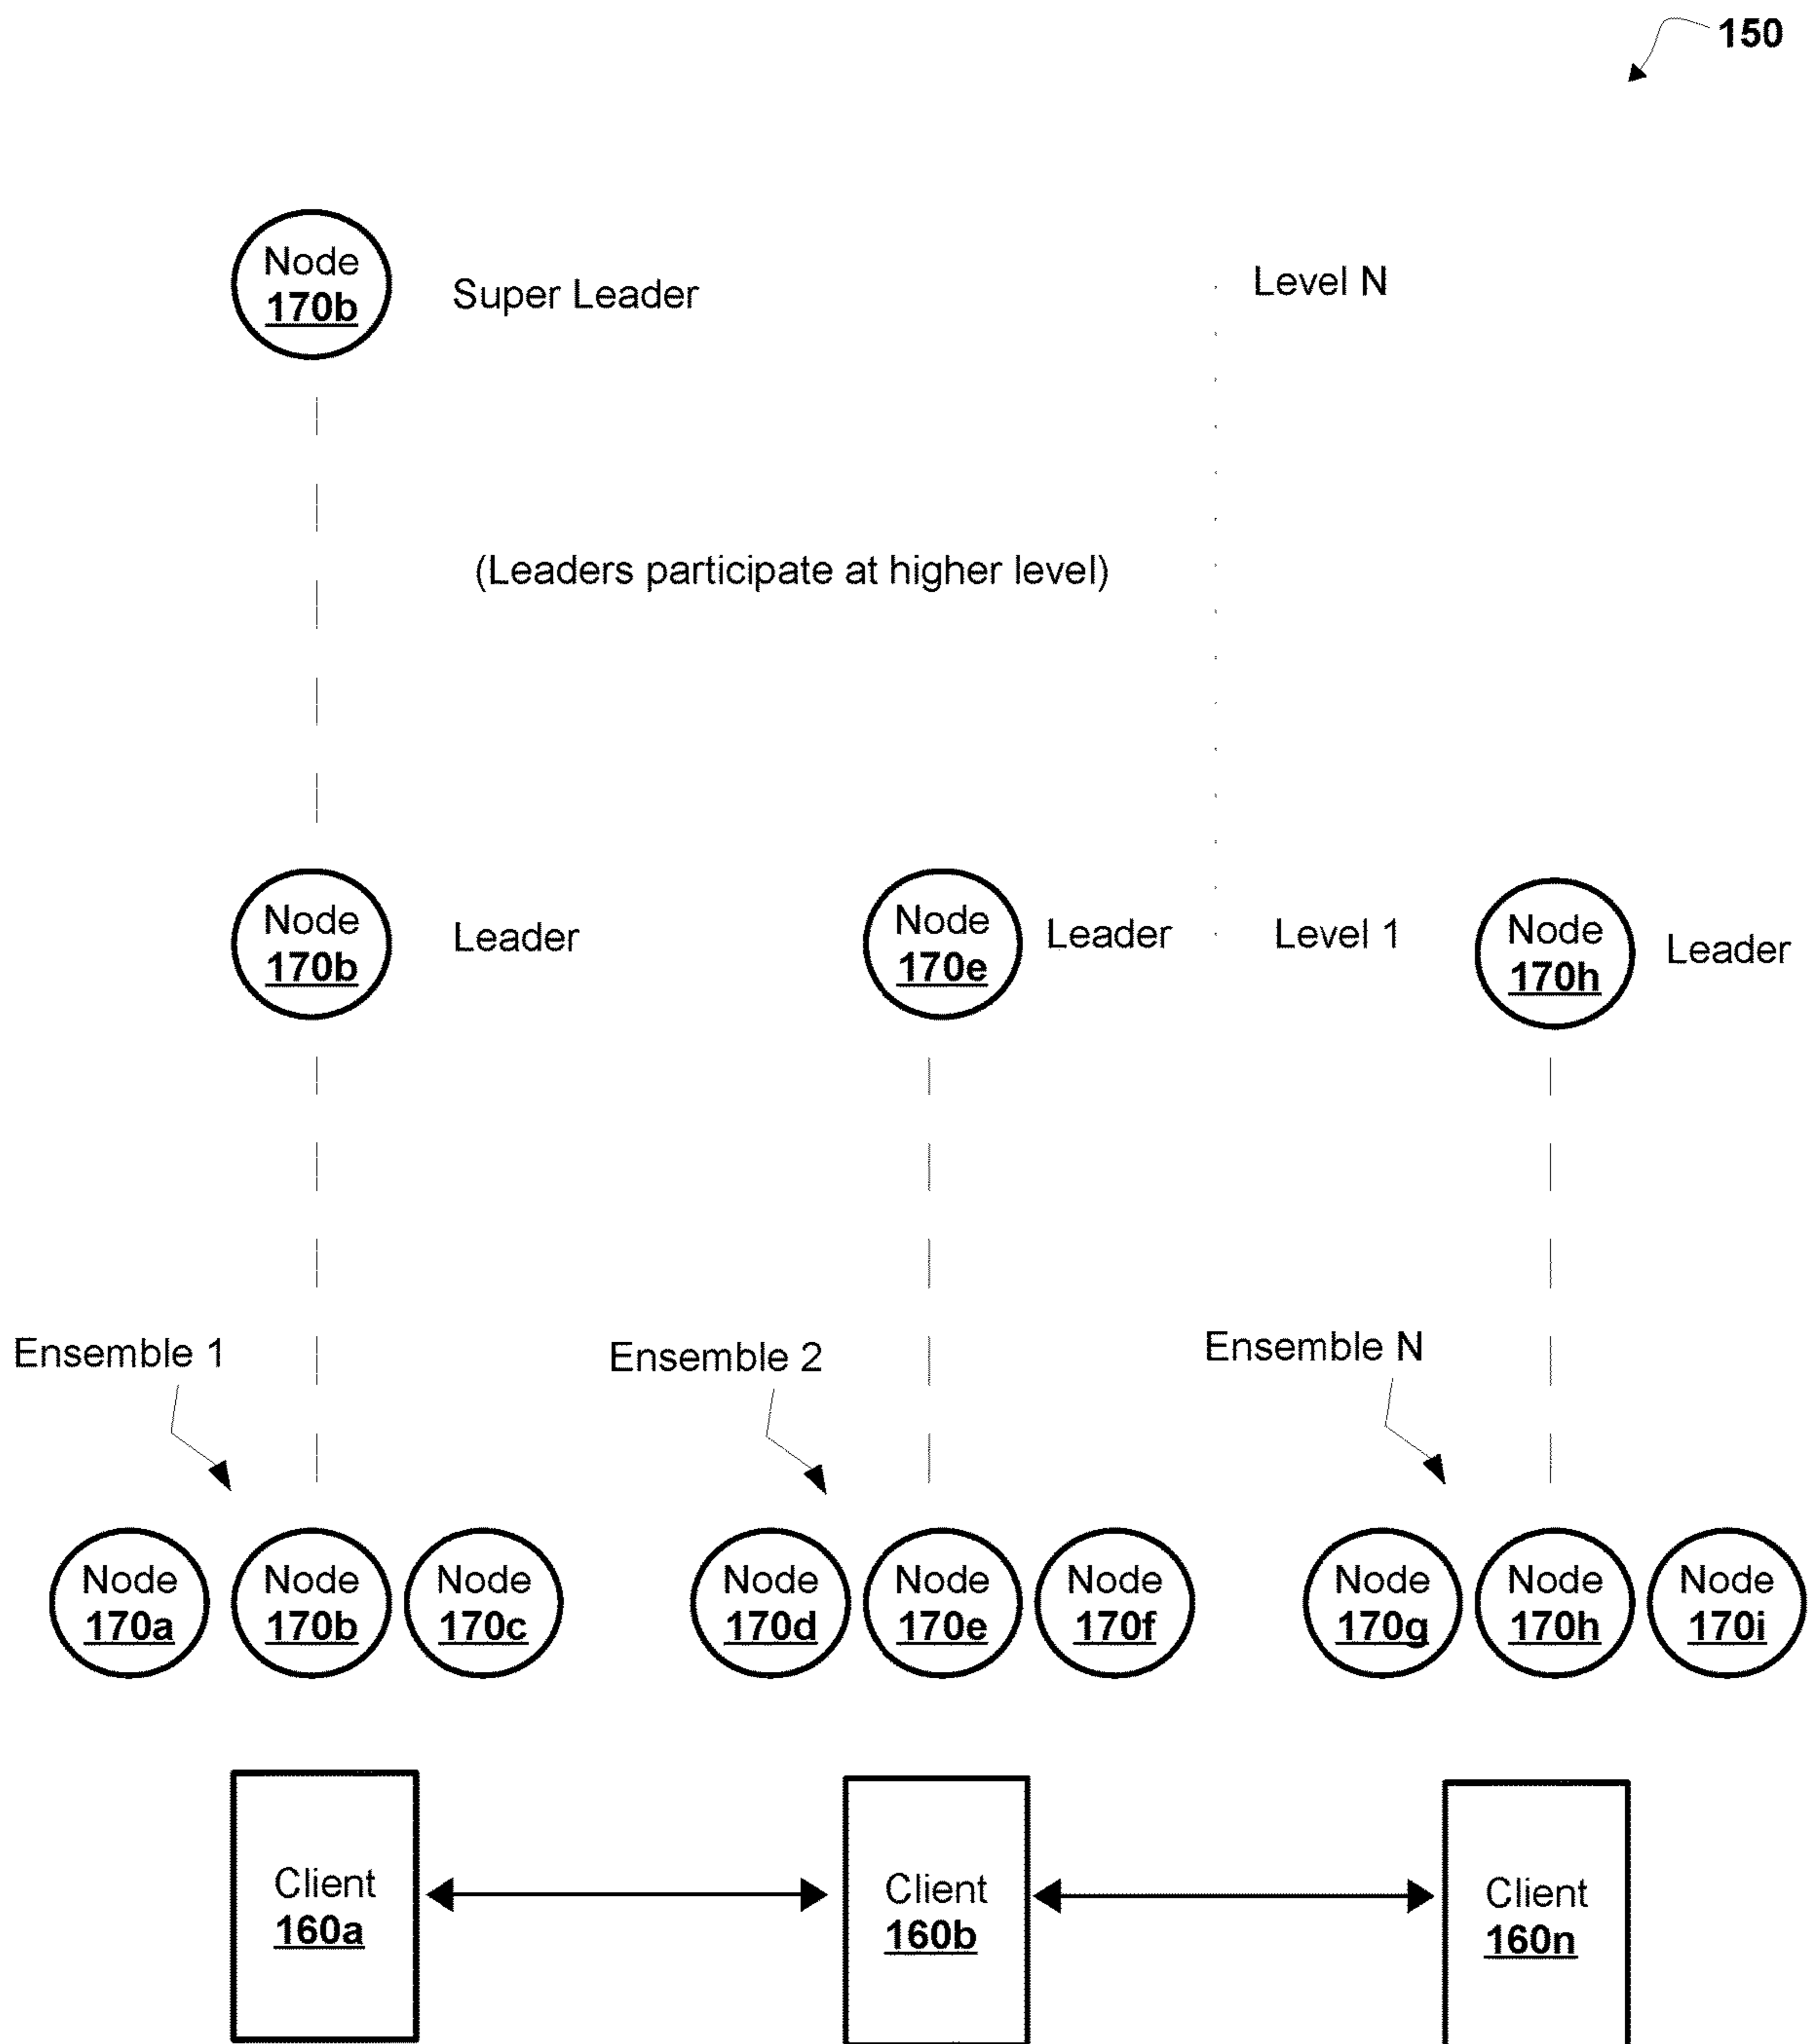 150
Node
170b
Super Leader
Level N
(Leaders participate at higher level)
Node
170b
Leader
Node
170e
Leader
Level 1
Node
170h
Leader
Ensemble 1
Ensemble 2
Ensemble N
Node
170a
Node
170b
Node
170c
Node
170d
Node
170e
Node
170f
Node
170g
Node
170h
Node
170i
Client
160a
Client
160b
Client
160n